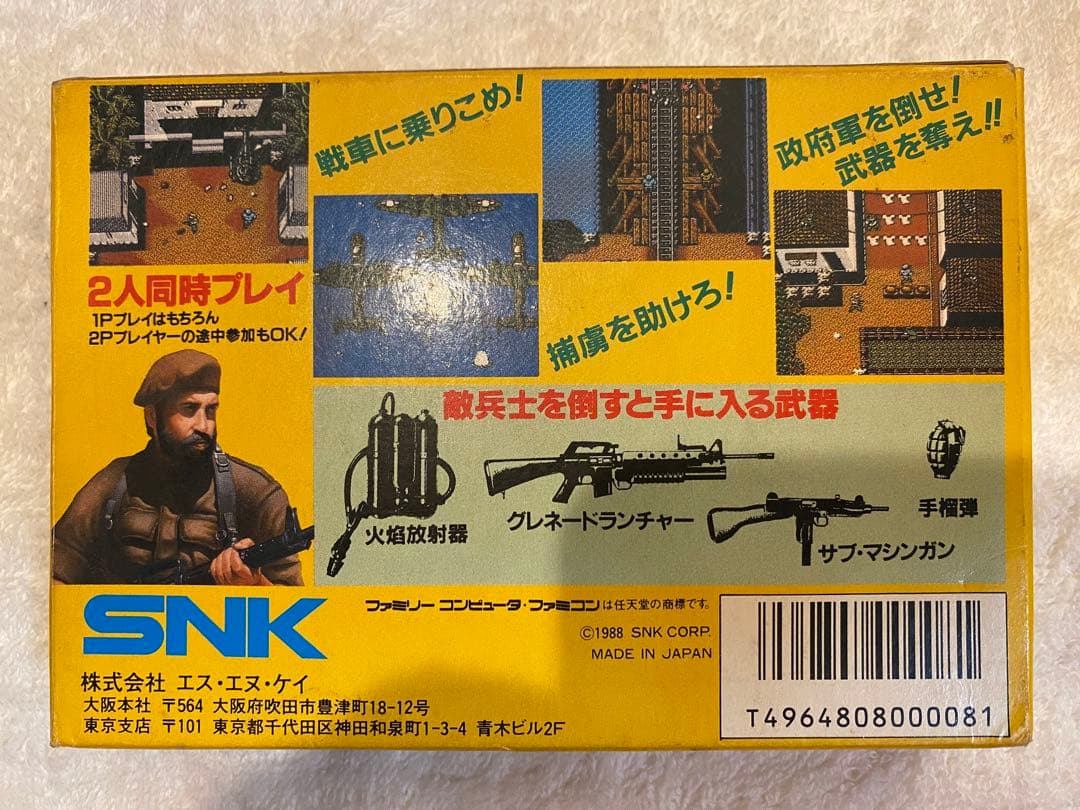 戦車に乗りこめ!
政府軍を倒せ!
武器を奪え!!
2人同時プレイ
1Pプレイはもちろん
2Pプレイヤーの途中参加もOK!
捕虜を助けろ!
敵兵士を倒すと手に入る武器
火焰放射器
グレネードランチャー
サブ・マシンガン
手榴弾
SNK
ファミリー コンピュータ・ファミコンは任天堂の商標です。
©1988 SNK CORP.
MADE IN JAPAN
株式会社 エス・エヌ・ケイ
大阪本社 〒564 大阪府吹田市豊津町18-12号
東京支店 〒101 東京都千代田区神田和泉町1-3-4 青木ビル2F
T4964808000081